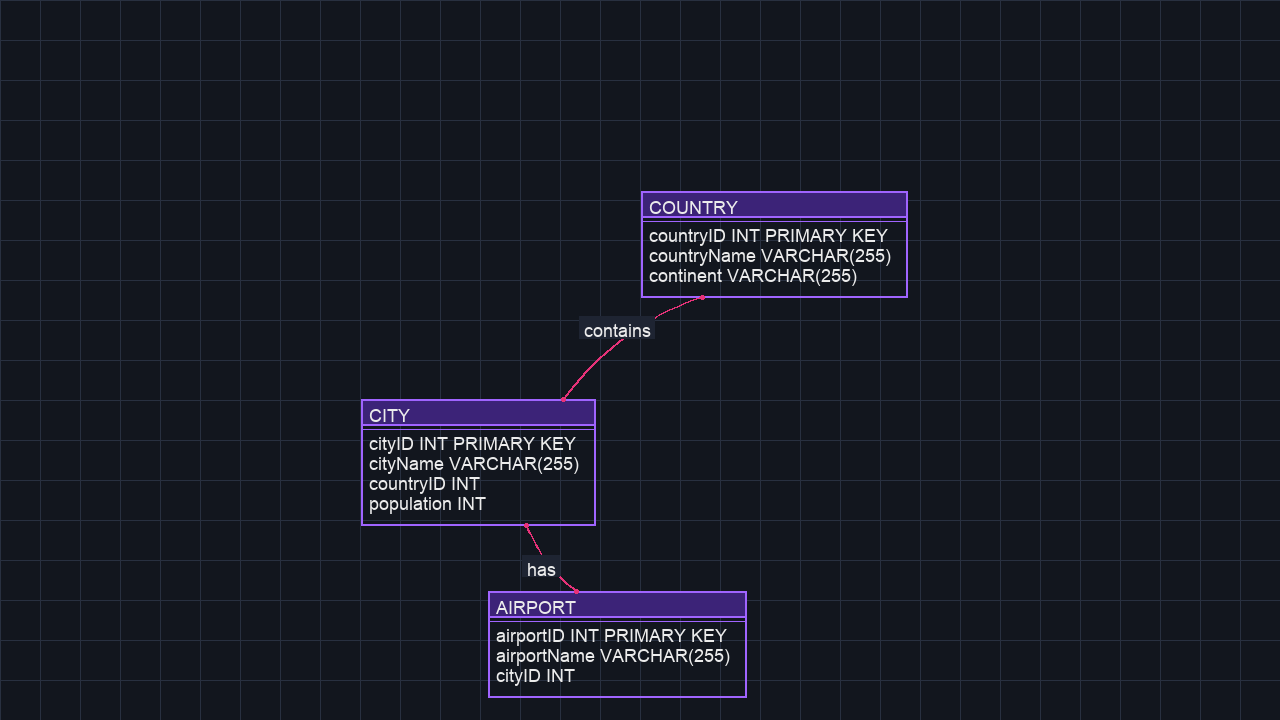 COUNTRY
countryID INT PRIMARY KEY
countryName VARCHAR(255)
continent VARCHAR(255)
contains
CITY
cityID INT PRIMARY KEY
cityName VARCHAR(255)
countryID INT
population INT
has
AIRPORT
airportID INT PRIMARY KEY
airportName VARCHAR(255)
cityID INT